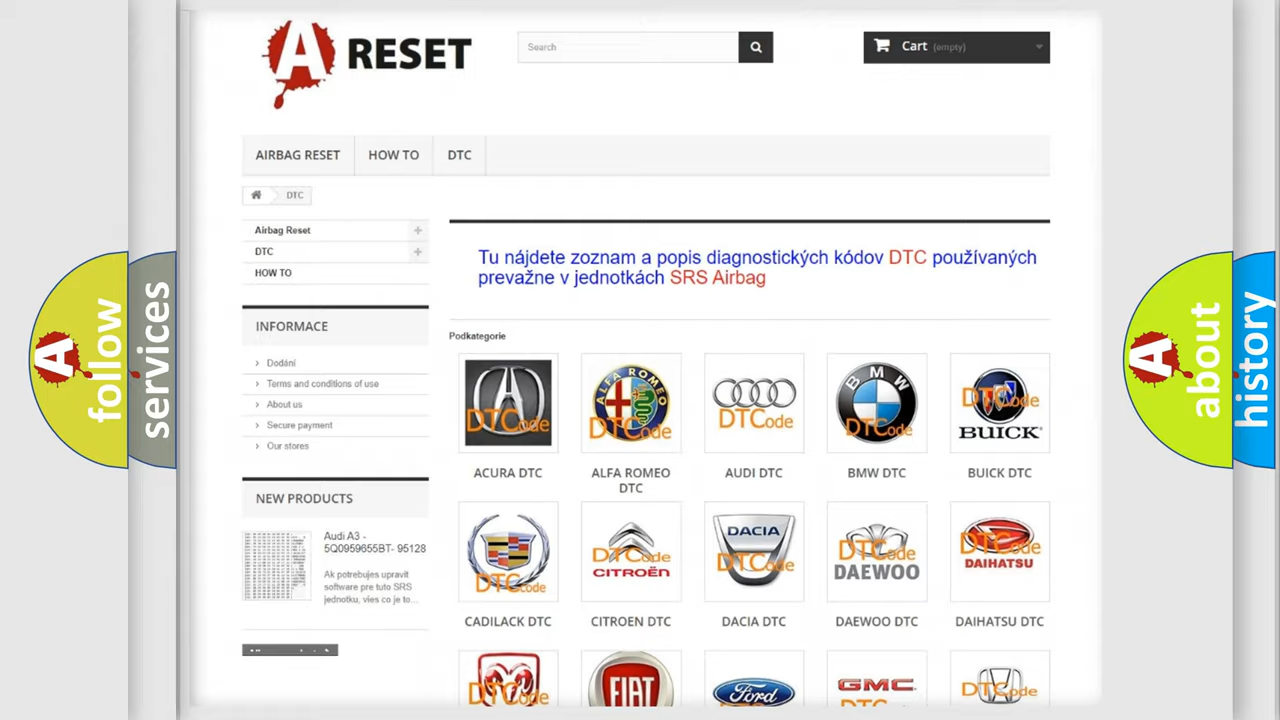 A RESET
Search
Cart (empty)
AIRBAG RESET
HOW TO
DTC
DTC
Airbag Reset
DTC
HOW TO
INFORMACE
Dodání
Terms and conditions of use
About us
Secure payment
Our stores
NEW PRODUCTS
Audi A3 -
5Q0959655BT- 95128
Ak potrebujes upravit
software pre tuto SRS
jednotku, vies co je to...
Tu nájdete zoznam a popis diagnostických kódov DTC používaných
prevažne v jednotkách SRS Airbag
Podkategorie
DTCode
ALFA ROMEO
DTCode
DTCode
BMW
DTCode
DTCode
BUICK
ACURA DTC
ALFA ROMEO
DTC
AUDI DTC
BMW DTC
BUICK DTC
DTCode
DTCode
CITROËN
DACIA
DTCode
DTCode
DAEWOO
DTCode
DAIHATSU
CADILACK DTC
CITROEN DTC
DACIA DTC
DAEWOO DTC
DAIHATSU DTC
DTCode
FIAT
Ford
GMC
DTCode
A follow
services
A about
history